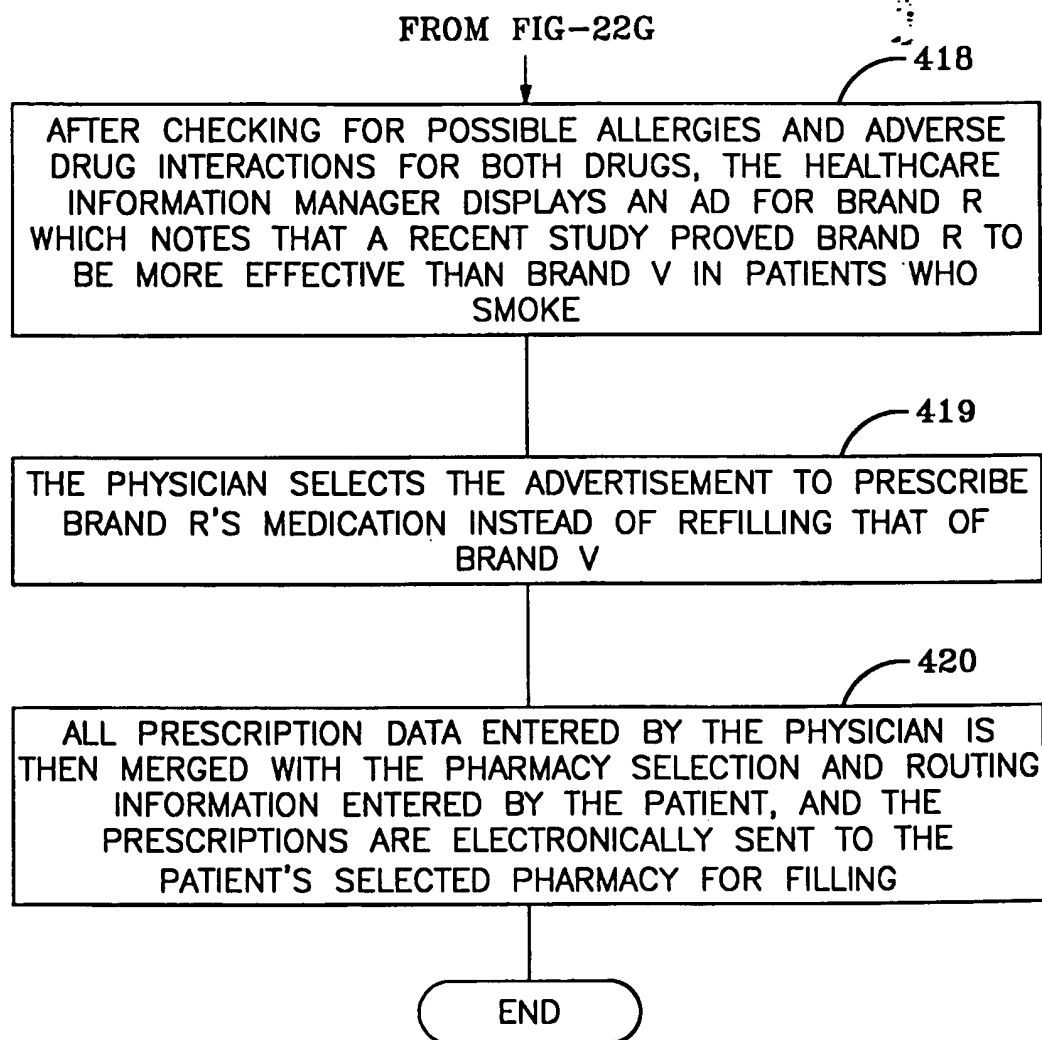 FROM FIG-22G
418
AFTER CHECKING FOR POSSIBLE ALLERGIES AND ADVERSE
DRUG INTERACTIONS FOR BOTH DRUGS, THE HEALTHCARE
INFORMATION MANAGER DISPLAYS AN AD FOR BRAND R
WHICH NOTES THAT A RECENT STUDY PROVED BRAND R TO
BE MORE EFFECTIVE THAN BRAND V IN PATIENTS WHO
SMOKE
419
THE PHYSICIAN SELECTS THE ADVERTISEMENT TO PRESCRIBE
BRAND R'S MEDICATION INSTEAD OF REFILLING THAT OF
BRAND V
420
ALL PRESCRIPTION DATA ENTERED BY THE PHYSICIAN IS
THEN MERGED WITH THE PHARMACY SELECTION AND ROUTING
INFORMATION ENTERED BY THE PATIENT, AND THE
PRESCRIPTIONS ARE ELECTRONICALLY SENT TO THE
PATIENT'S SELECTED PHARMACY FOR FILLING
END